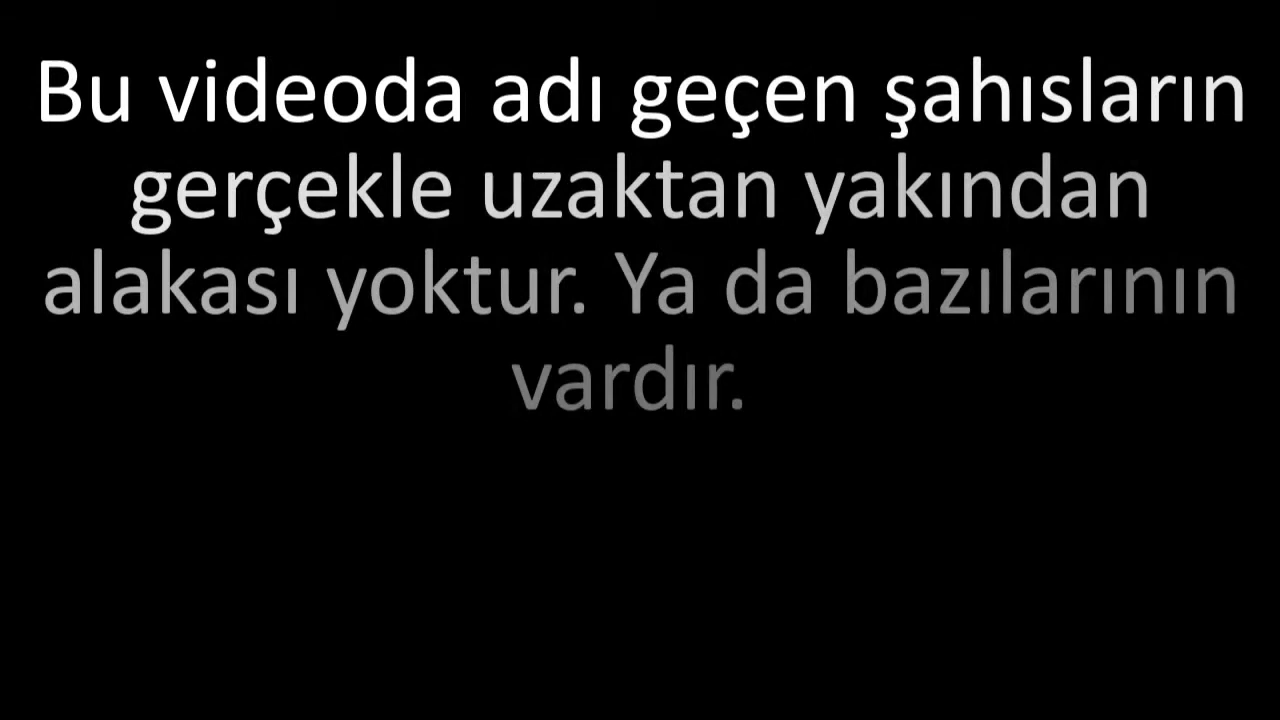 Bu videoda adı geçen şahısların
gerçekle uzaktan yakından
alakası yoktur. Ya da bazılarının
vardır.